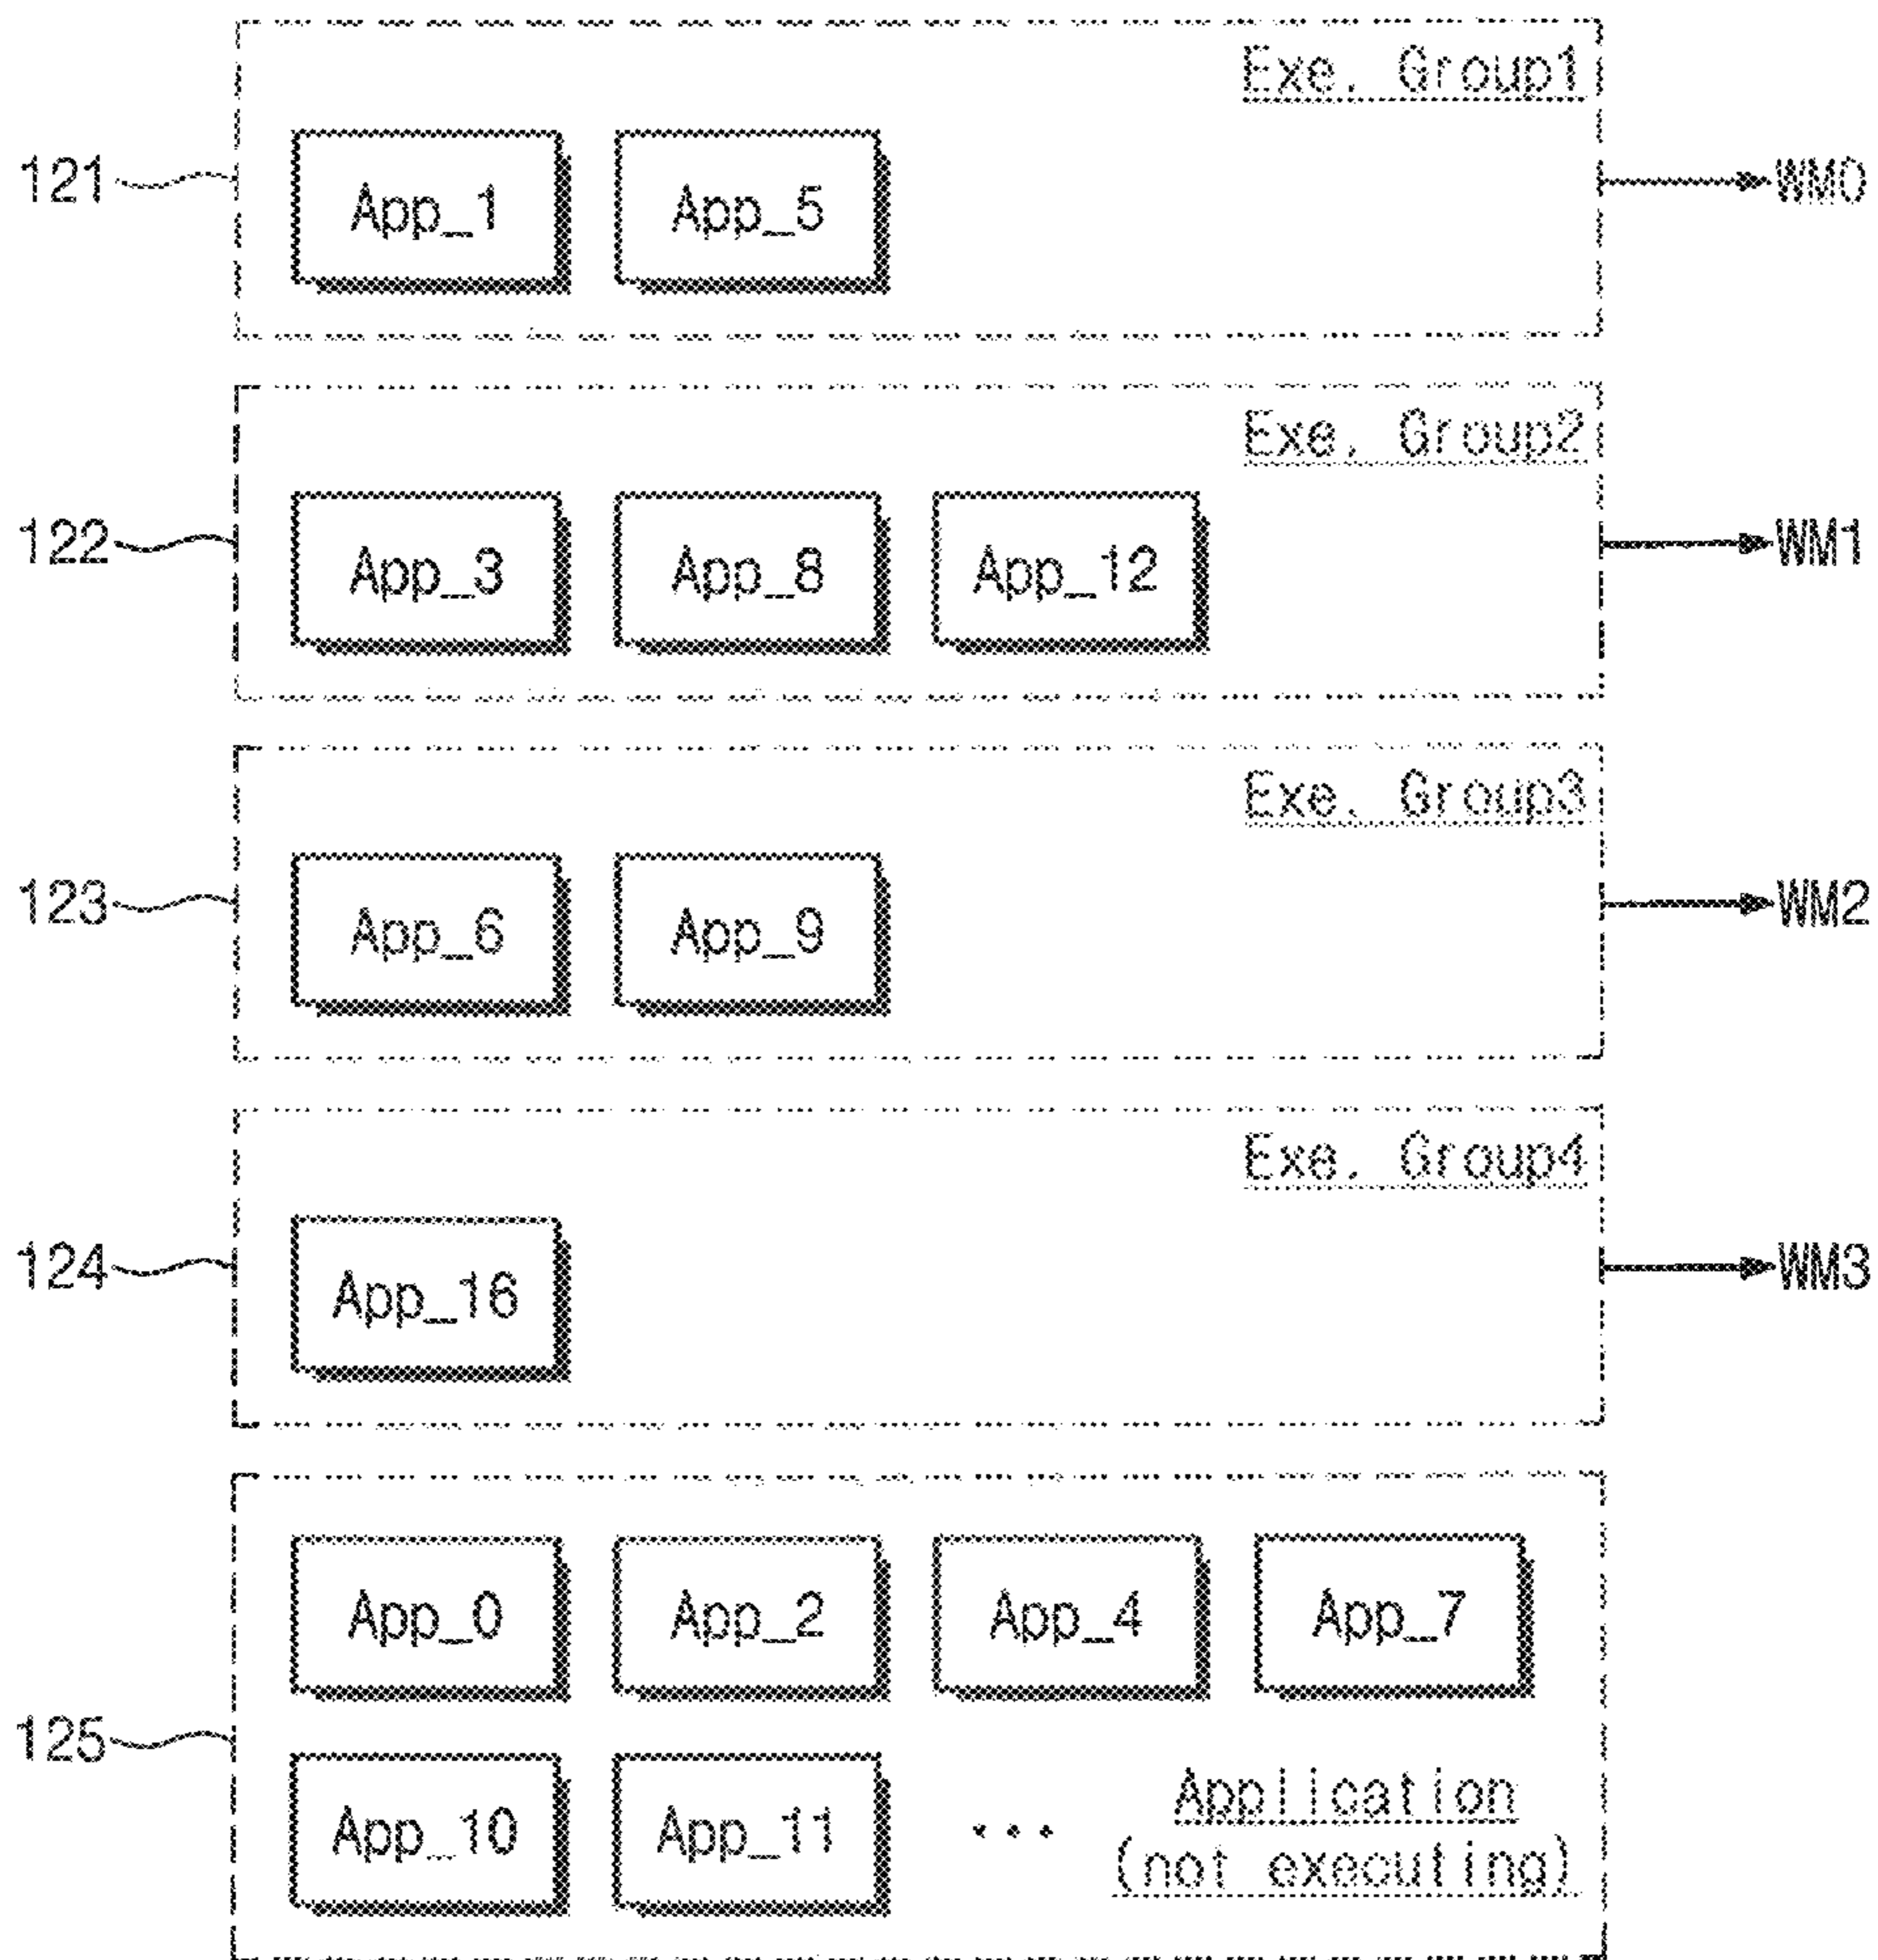 Exe. Group1
121
App_1
App_5
WM0
Exe. Group2
122
App_3
App_8
App_12
WM1
Exe. Group3
123
App_6
App_9
WM2
Exe. Group4
124
App_16
WM3
App_0
App_2
App_4
App_7
125
App_10
App_11
...
Application
(not executing)